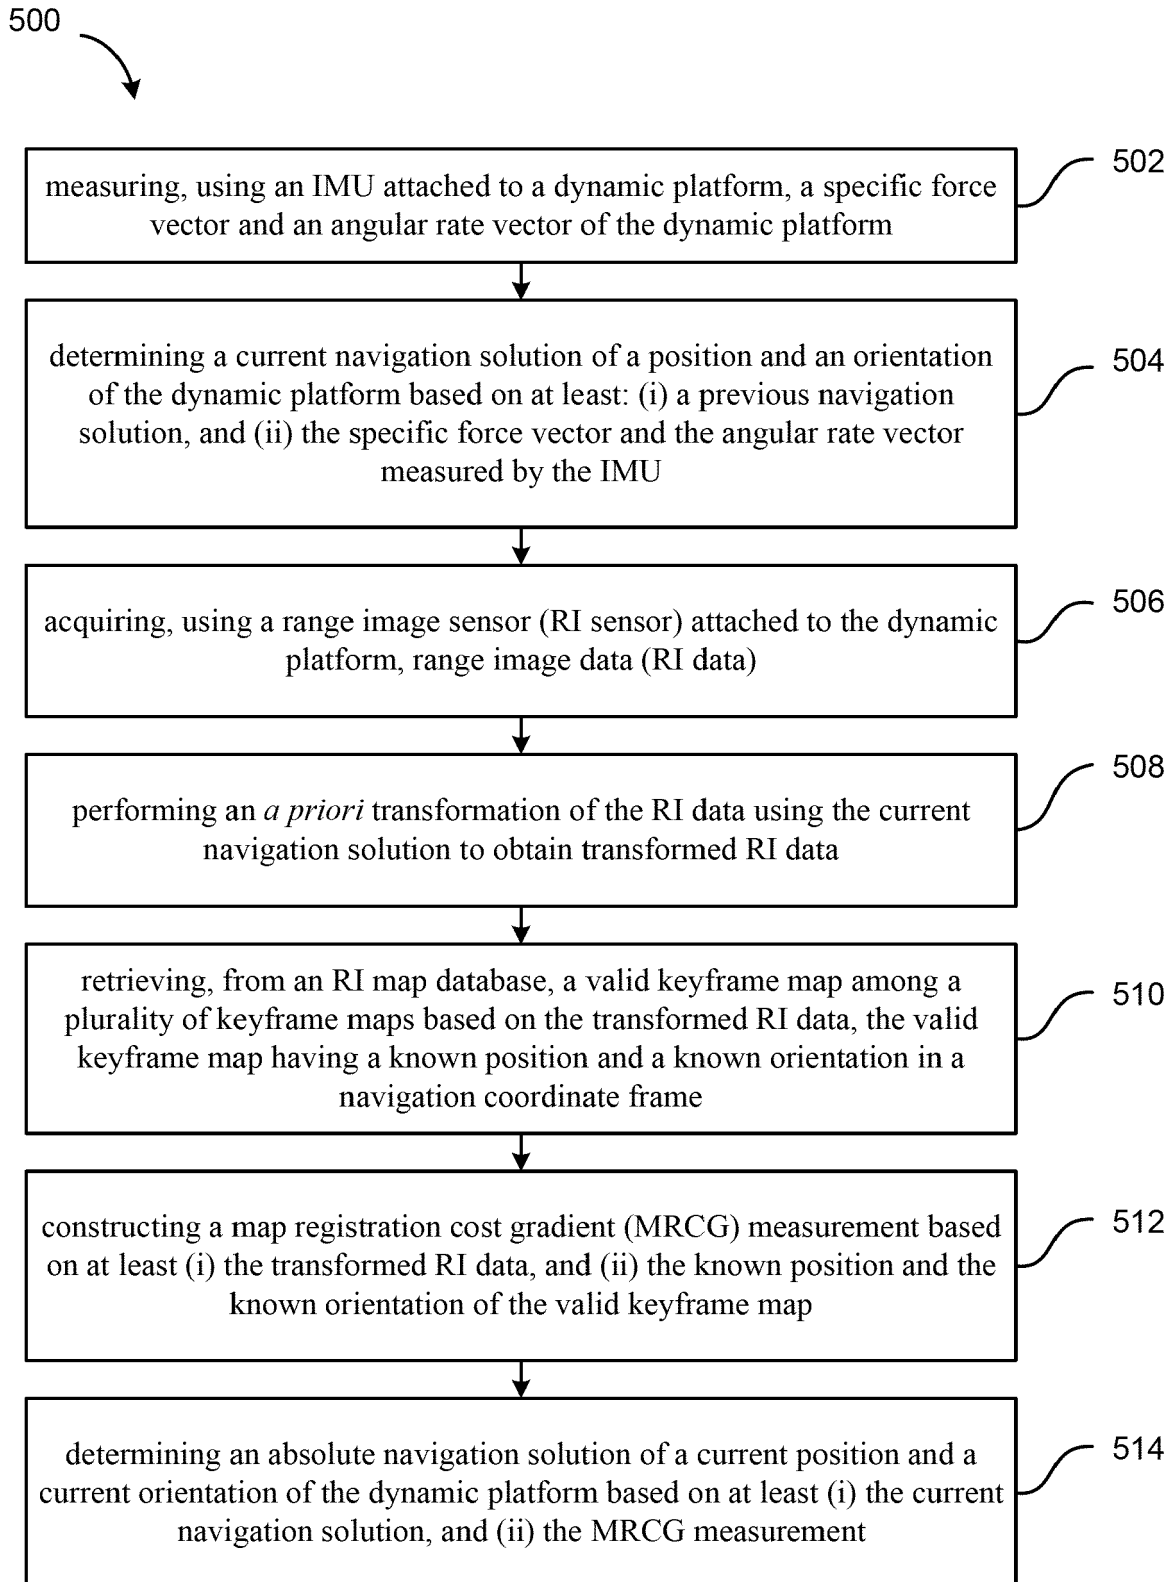 500
measuring, using an IMU attached to a dynamic platform, a specific force
vector and an angular rate vector of the dynamic platform
502
determining a current navigation solution of a position and an orientation
of the dynamic platform based on at least: (i) a previous navigation
solution, and (ii) the specific force vector and the angular rate vector
measured by the IMU
504
acquiring, using a range image sensor (RI sensor) attached to the dynamic
platform, range image data (RI data)
506
performing an a priori transformation of the RI data using the current
navigation solution to obtain transformed RI data
508
retrieving, from an RI map database, a valid keyframe map among a
plurality of keyframe maps based on the transformed RI data, the valid
keyframe map having a known position and a known orientation in a
navigation coordinate frame
510
constructing a map registration cost gradient (MRCG) measurement based
on at least (i) the transformed RI data, and (ii) the known position and the
known orientation of the valid keyframe map
512
determining an absolute navigation solution of a current position and a
current orientation of the dynamic platform based on at least (i) the current
navigation solution, and (ii) the MRCG measurement
514